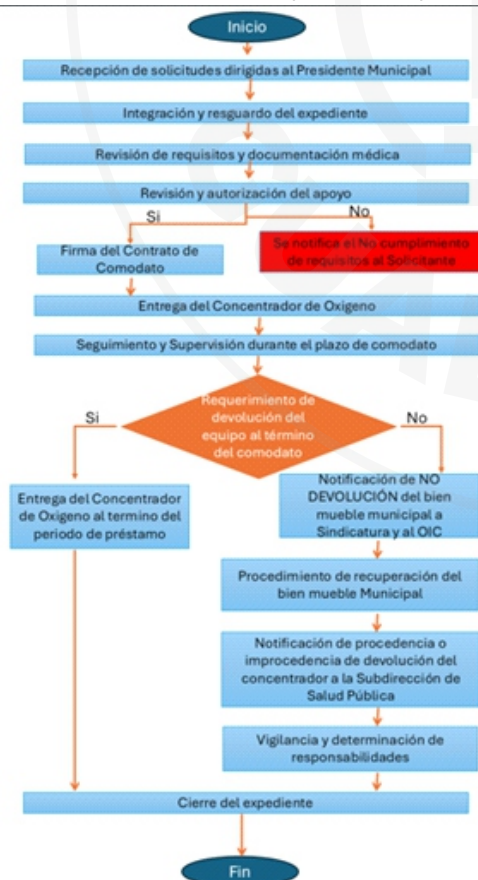 Inicio
Recepción de solicitudes dirigidas al Presidente Municipal
Integración y resguardo del expediente
Revisión de requisitos y documentación médica
Revisión y autorización del apoyo
Si
No
Firma del Contrato de
Comodato
Se notifica el No cumplimiento
de requisitos al Solicitante
Entrega del Concentrador de Oxigeno
Seguimiento y Supervisión durante el plazo de comodato
Requerimiento de
devolución del
equipo al término
del comodato
Si
No
Entrega del Concentrador
de Oxigeno al termino del
periodo de préstamo
Notificación de NO
DEVOLUCIÓN del bien
mueble municipal a
Sindicatura y al OIC
Procedimiento de recuperación del
bien mueble Municipal
Notificación de procedencia o
improcedencia de devolución del
concentrador a la Subdirección de
Salud Pública
Vigilancia y determinación de
responsabilidades
Cierre del expediente
Fin